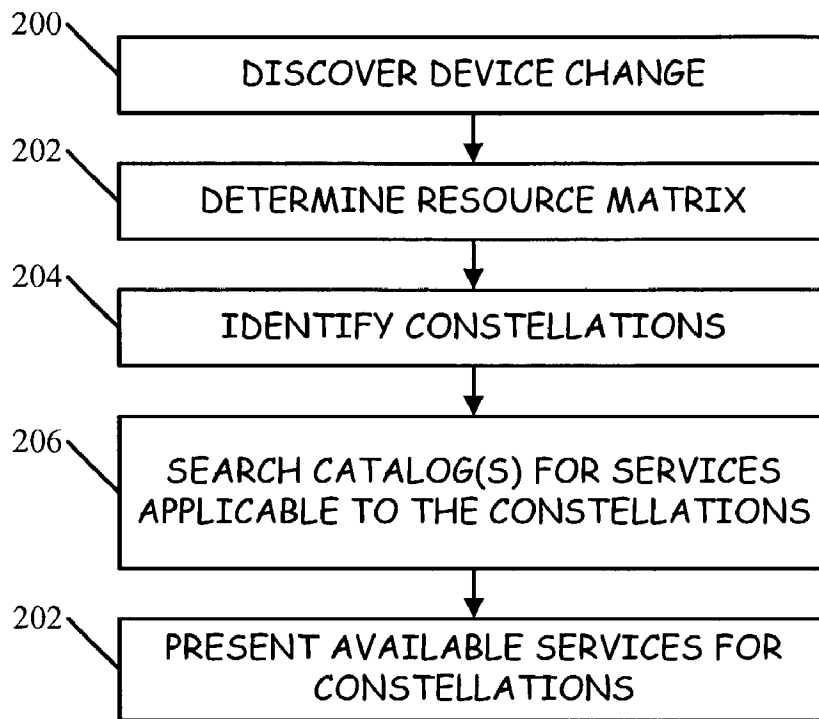 200
DISCOVER DEVICE CHANGE
202
DETERMINE RESOURCE MATRIX
204
IDENTIFY CONSTELLATIONS
206
SEARCH CATALOG(S) FOR SERVICES
APPLICABLE TO THE CONSTELLATIONS
202
PRESENT AVAILABLE SERVICES FOR
CONSTELLATIONS